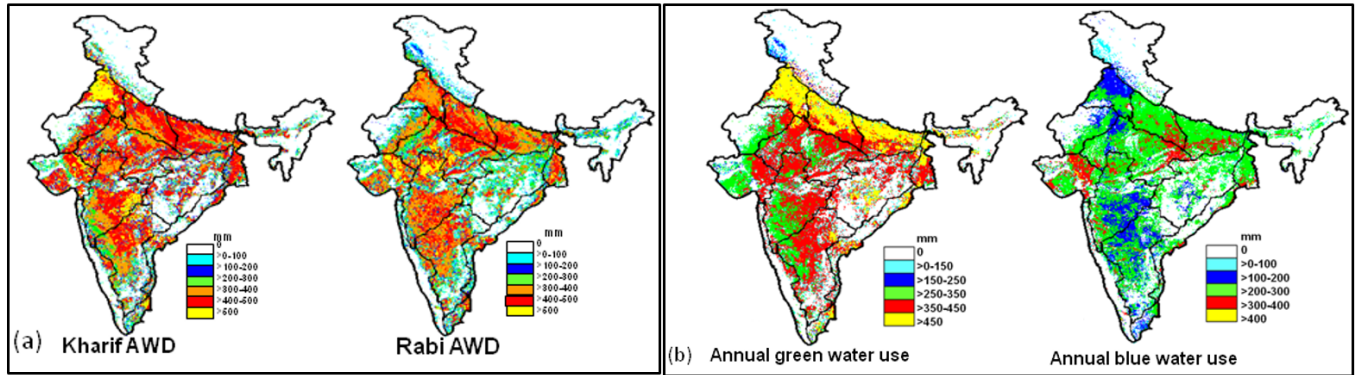 mm
0
>0-100
>100-200
>200-300
>300-400
>400-500
>500
(a)
Kharif AWD
mm
0
>0-100
>100-200
>200-300
>300-400
>400-500
>500
Rabi AWD
mm
0
>0-150
>150-250
>250-350
>350-450
>450
(b)
Annual green water use
mm
0
>0-100
>100-200
>200-300
>300-400
>400
Annual blue water use